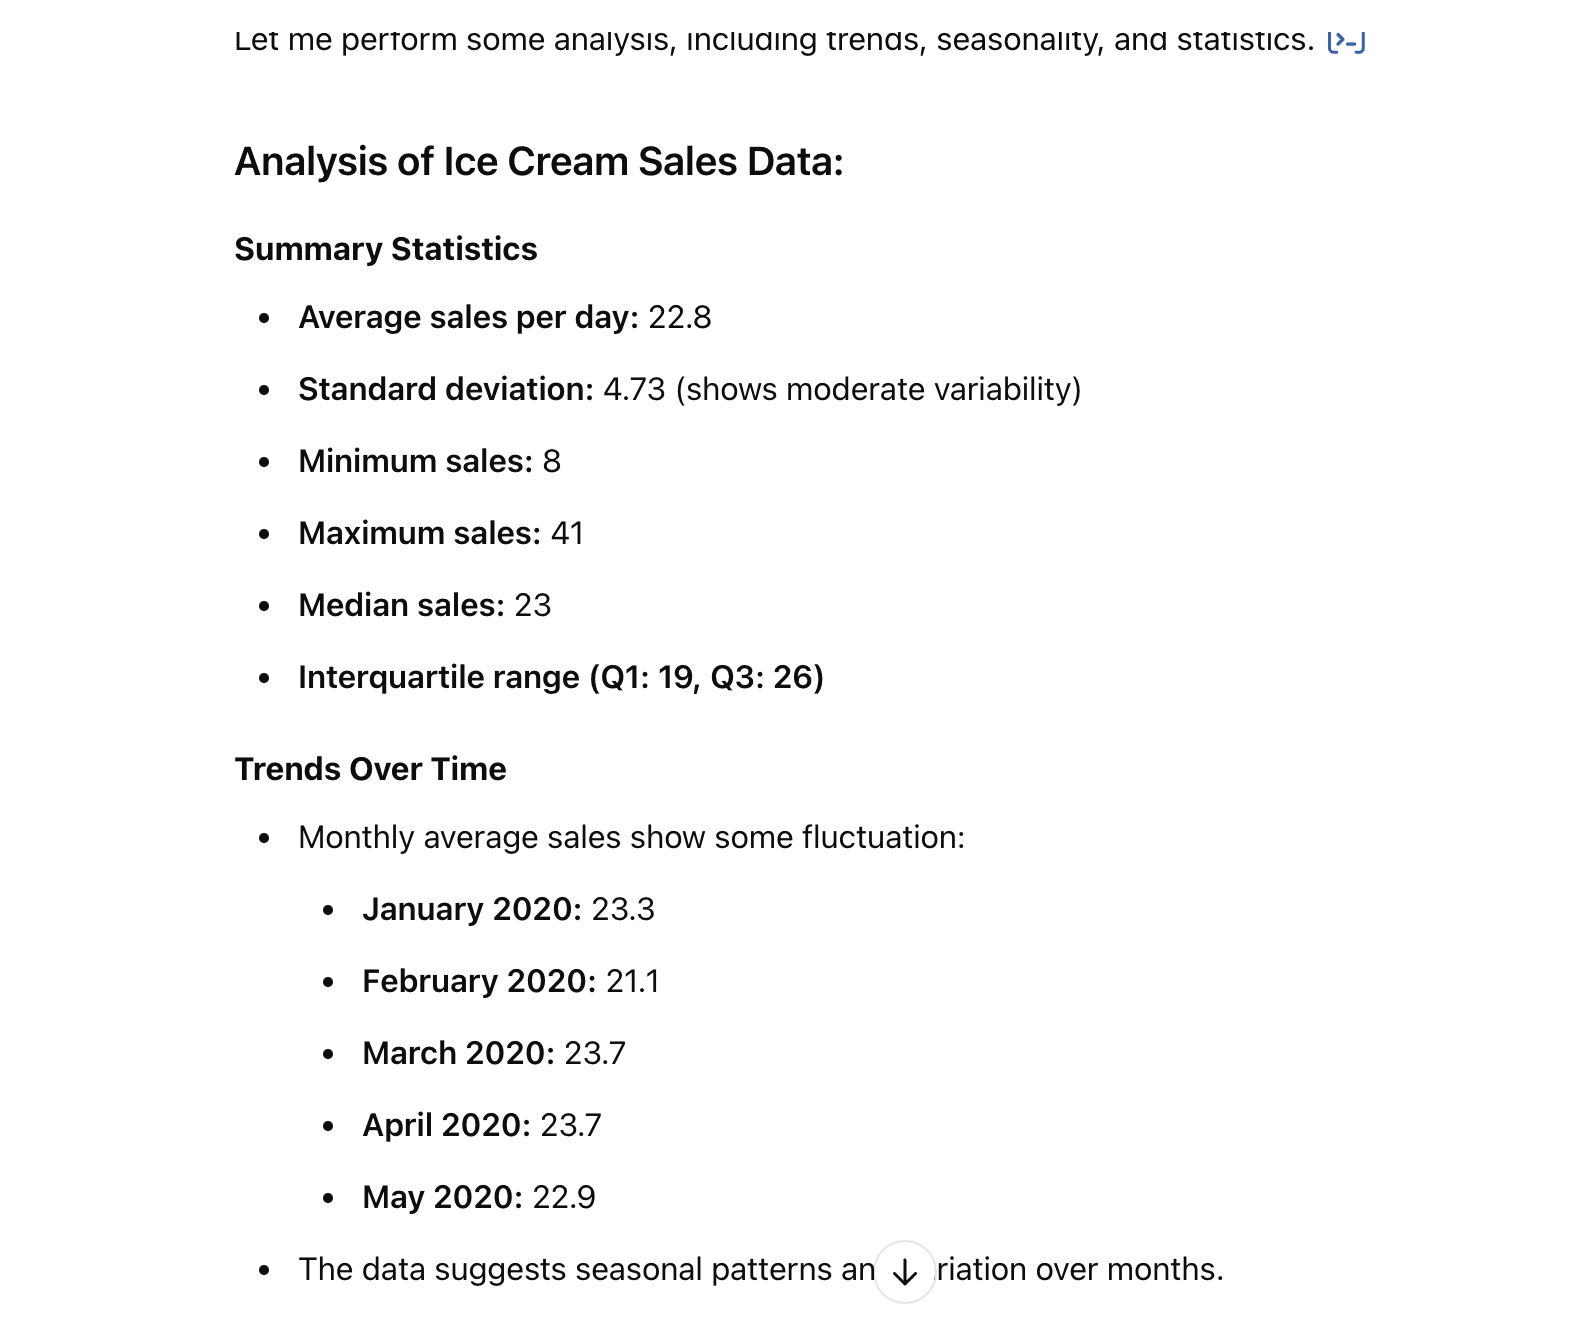 Let me perform some analysis, including trends, seasonality, and statistics.
Analysis of Ice Cream Sales Data:
Summary Statistics
Average sales per day: 22.8
Standard deviation: 4.73 (shows moderate variability)
Minimum sales: 8
Maximum sales: 41
Median sales: 23
Interquartile range (Q1: 19, Q3: 26)
Trends Over Time
Monthly average sales show some fluctuation:
January 2020: 23.3
February 2020: 21.1
March 2020: 23.7
April 2020: 23.7
May 2020: 22.9
The data suggests seasonal patterns an riation over months.